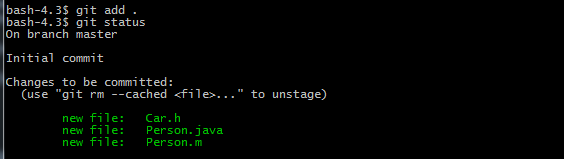 bash-4.3$ git add .
bash-4.3$ git status
On branch master
Initial commit
Changes to be committed:
  (use "git rm --cached <file>..." to unstage)
        new file:   Car.h
        new file:   Person.java
        new file:   Person.m